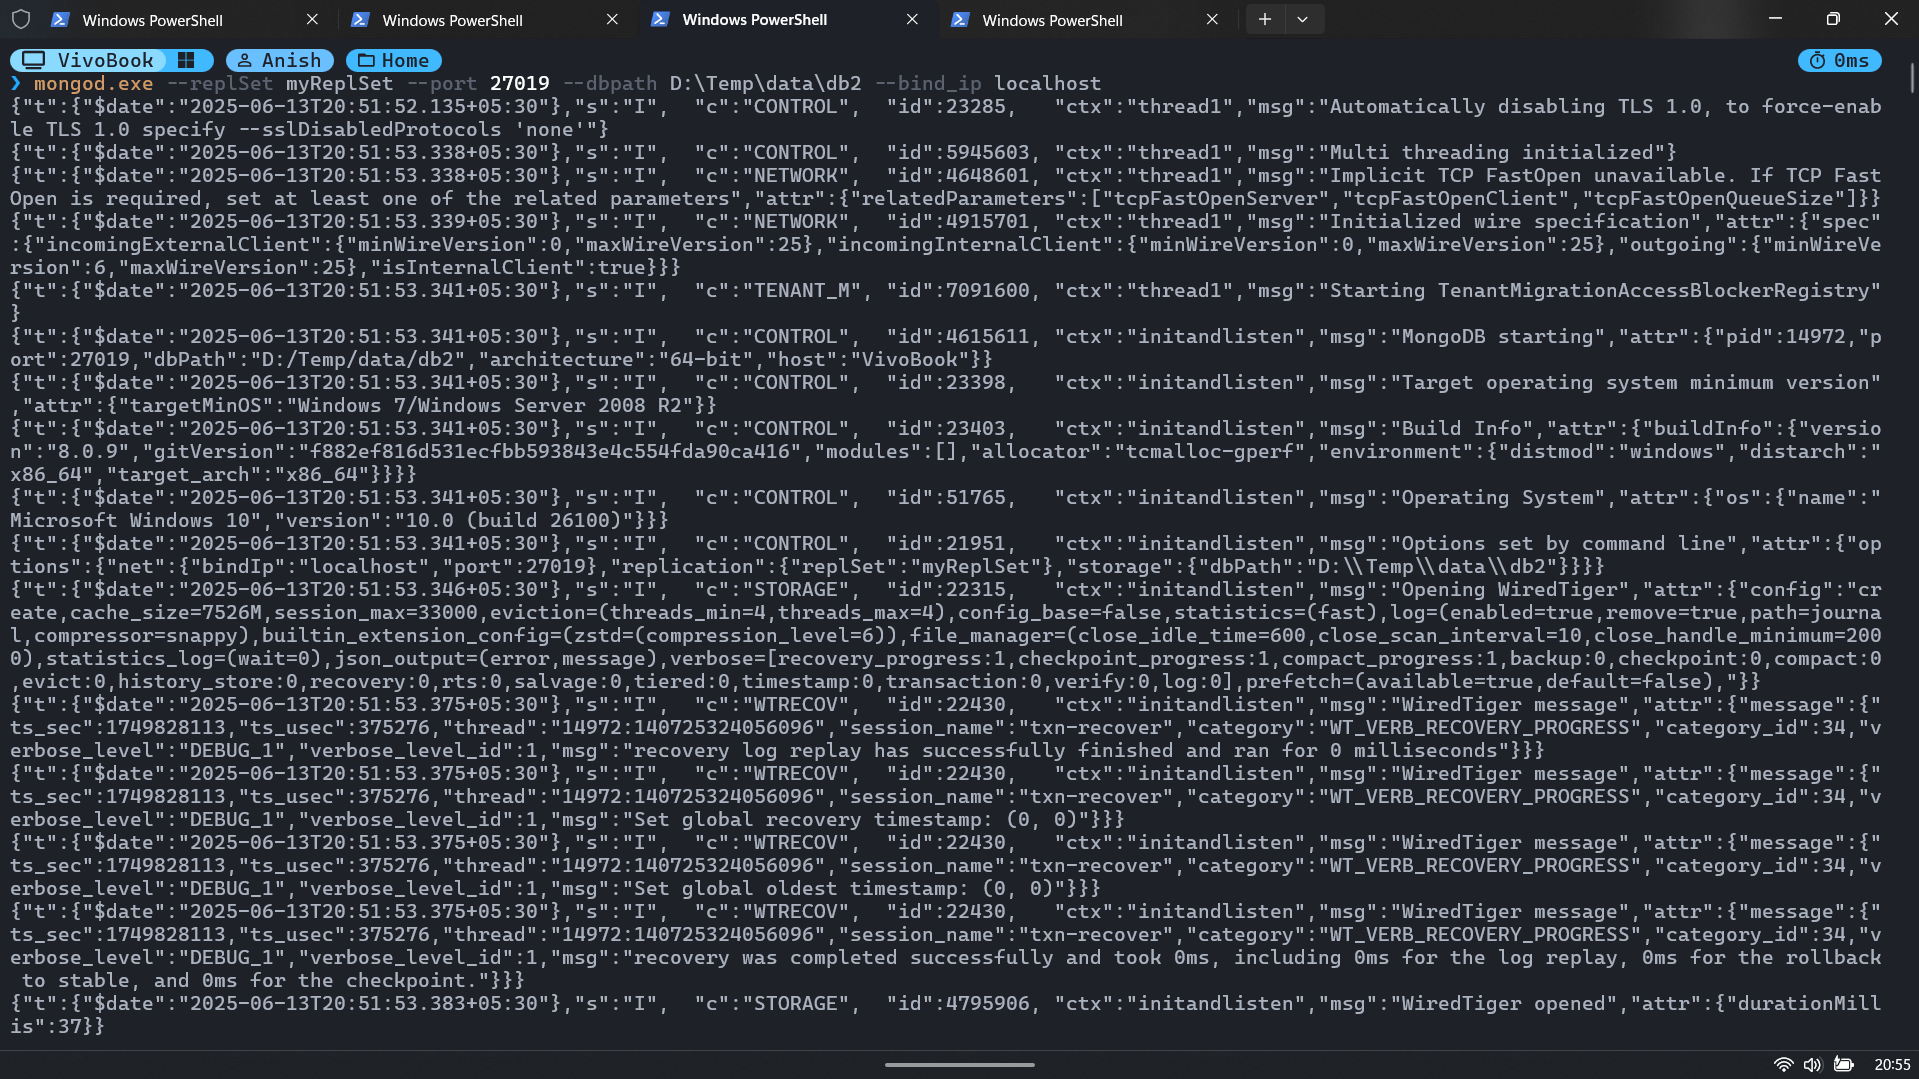 Windows PowerShell
Windows PowerShell
Windows PowerShell
Windows PowerShell
VivoBook
Anish
Home
0ms
❯ mongod.exe --replSet myReplSet --port 27019 --dbpath D:\Temp\data\db2 --bind_ip localhost
{"t":{"$date":"2025-06-13T20:51:52.135+05:30"},"s":"I",  "c":"CONTROL",  "id":23285,   "ctx":"thread1","msg":"Automatically disabling TLS 1.0, to force-enab
le TLS 1.0 specify --sslDisabledProtocols 'none'"}
{"t":{"$date":"2025-06-13T20:51:53.338+05:30"},"s":"I",  "c":"CONTROL",  "id":5945603, "ctx":"thread1","msg":"Multi threading initialized"}
{"t":{"$date":"2025-06-13T20:51:53.338+05:30"},"s":"I",  "c":"NETWORK",  "id":4648601, "ctx":"thread1","msg":"Implicit TCP FastOpen unavailable. If TCP Fast
Open is required, set at least one of the related parameters","attr":{"relatedParameters":["tcpFastOpenServer","tcpFastOpenClient","tcpFastOpenQueueSize"]}}
{"t":{"$date":"2025-06-13T20:51:53.339+05:30"},"s":"I",  "c":"NETWORK",  "id":4915701, "ctx":"thread1","msg":"Initialized wire specification","attr":{"spec"
:{"incomingExternalClient":{"minWireVersion":0,"maxWireVersion":25},"incomingInternalClient":{"minWireVersion":0,"maxWireVersion":25},"outgoing":{"minWireVe
rsion":6,"maxWireVersion":25},"isInternalClient":true}}}
{"t":{"$date":"2025-06-13T20:51:53.341+05:30"},"s":"I",  "c":"TENANT_M", "id":7091600, "ctx":"thread1","msg":"Starting TenantMigrationAccessBlockerRegistry"
}
{"t":{"$date":"2025-06-13T20:51:53.341+05:30"},"s":"I",  "c":"CONTROL",  "id":4615611, "ctx":"initandlisten","msg":"MongoDB starting","attr":{"pid":14972,"p
ort":27019,"dbPath":"D:/Temp/data/db2","architecture":"64-bit","host":"VivoBook"}}
{"t":{"$date":"2025-06-13T20:51:53.341+05:30"},"s":"I",  "c":"CONTROL",  "id":23398,   "ctx":"initandlisten","msg":"Target operating system minimum version"
,"attr":{"targetMinOS":"Windows 7/Windows Server 2008 R2"}}
{"t":{"$date":"2025-06-13T20:51:53.341+05:30"},"s":"I",  "c":"CONTROL",  "id":23403,   "ctx":"initandlisten","msg":"Build Info","attr":{"buildInfo":{"versio
n":"8.0.9","gitVersion":"f882ef816d531ecfbb593843e4c554fda90ca416","modules":[],"allocator":"tcmalloc-gperf","environment":{"distmod":"windows","distarch":"
x86_64","target_arch":"x86_64"}}}}
{"t":{"$date":"2025-06-13T20:51:53.341+05:30"},"s":"I",  "c":"CONTROL",  "id":51765,   "ctx":"initandlisten","msg":"Operating System","attr":{"os":{"name":"
Microsoft Windows 10","version":"10.0 (build 26100)"}}}
{"t":{"$date":"2025-06-13T20:51:53.341+05:30"},"s":"I",  "c":"CONTROL",  "id":21951,   "ctx":"initandlisten","msg":"Options set by command line","attr":{"op
tions":{"net":{"bindIp":"localhost","port":27019},"replication":{"replSet":"myReplSet"},"storage":{"dbPath":"D:\\Temp\\data\\db2"}}}}
{"t":{"$date":"2025-06-13T20:51:53.346+05:30"},"s":"I",  "c":"STORAGE",  "id":22315,   "ctx":"initandlisten","msg":"Opening WiredTiger","attr":{"config":"cr
eate,cache_size=7526M,session_max=33000,eviction=(threads_min=4,threads_max=4),config_base=false,statistics=(fast),log=(enabled=true,remove=true,path=journa
l,compressor=snappy),builtin_extension_config=(zstd=(compression_level=6)),file_manager=(close_idle_time=600,close_scan_interval=10,close_handle_minimum=200
0),statistics_log=(wait=0),json_output=(error,message),verbose=[recovery_progress:1,checkpoint_progress:1,compact_progress:1,backup:0,checkpoint:0,compact:0
,evict:0,history_store:0,recovery:0,rts:0,salvage:0,tiered:0,timestamp:0,transaction:0,verify:0,log:0],prefetch=(available=true,default=false),"}}
{"t":{"$date":"2025-06-13T20:51:53.375+05:30"},"s":"I",  "c":"WTRECOV",  "id":22430,   "ctx":"initandlisten","msg":"WiredTiger message","attr":{"message":{"
ts_sec":1749828113,"ts_usec":375276,"thread":"14972:140725324056096","session_name":"txn-recover","category":"WT_VERB_RECOVERY_PROGRESS","category_id":34,"v
erbose_level":"DEBUG_1","verbose_level_id":1,"msg":"recovery log replay has successfully finished and ran for 0 milliseconds"}}}
{"t":{"$date":"2025-06-13T20:51:53.375+05:30"},"s":"I",  "c":"WTRECOV",  "id":22430,   "ctx":"initandlisten","msg":"WiredTiger message","attr":{"message":{"
ts_sec":1749828113,"ts_usec":375276,"thread":"14972:140725324056096","session_name":"txn-recover","category":"WT_VERB_RECOVERY_PROGRESS","category_id":34,"v
erbose_level":"DEBUG_1","verbose_level_id":1,"msg":"Set global recovery timestamp: (0, 0)"}}}
{"t":{"$date":"2025-06-13T20:51:53.375+05:30"},"s":"I",  "c":"WTRECOV",  "id":22430,   "ctx":"initandlisten","msg":"WiredTiger message","attr":{"message":{"
ts_sec":1749828113,"ts_usec":375276,"thread":"14972:140725324056096","session_name":"txn-recover","category":"WT_VERB_RECOVERY_PROGRESS","category_id":34,"v
erbose_level":"DEBUG_1","verbose_level_id":1,"msg":"Set global oldest timestamp: (0, 0)"}}}
{"t":{"$date":"2025-06-13T20:51:53.375+05:30"},"s":"I",  "c":"WTRECOV",  "id":22430,   "ctx":"initandlisten","msg":"WiredTiger message","attr":{"message":{"
ts_sec":1749828113,"ts_usec":375276,"thread":"14972:140725324056096","session_name":"txn-recover","category":"WT_VERB_RECOVERY_PROGRESS","category_id":34,"v
erbose_level":"DEBUG_1","verbose_level_id":1,"msg":"recovery was completed successfully and took 0ms, including 0ms for the log replay, 0ms for the rollback
 to stable, and 0ms for the checkpoint."}}}
{"t":{"$date":"2025-06-13T20:51:53.383+05:30"},"s":"I",  "c":"STORAGE",  "id":4795906, "ctx":"initandlisten","msg":"WiredTiger opened","attr":{"durationMill
is":37}}
20:55